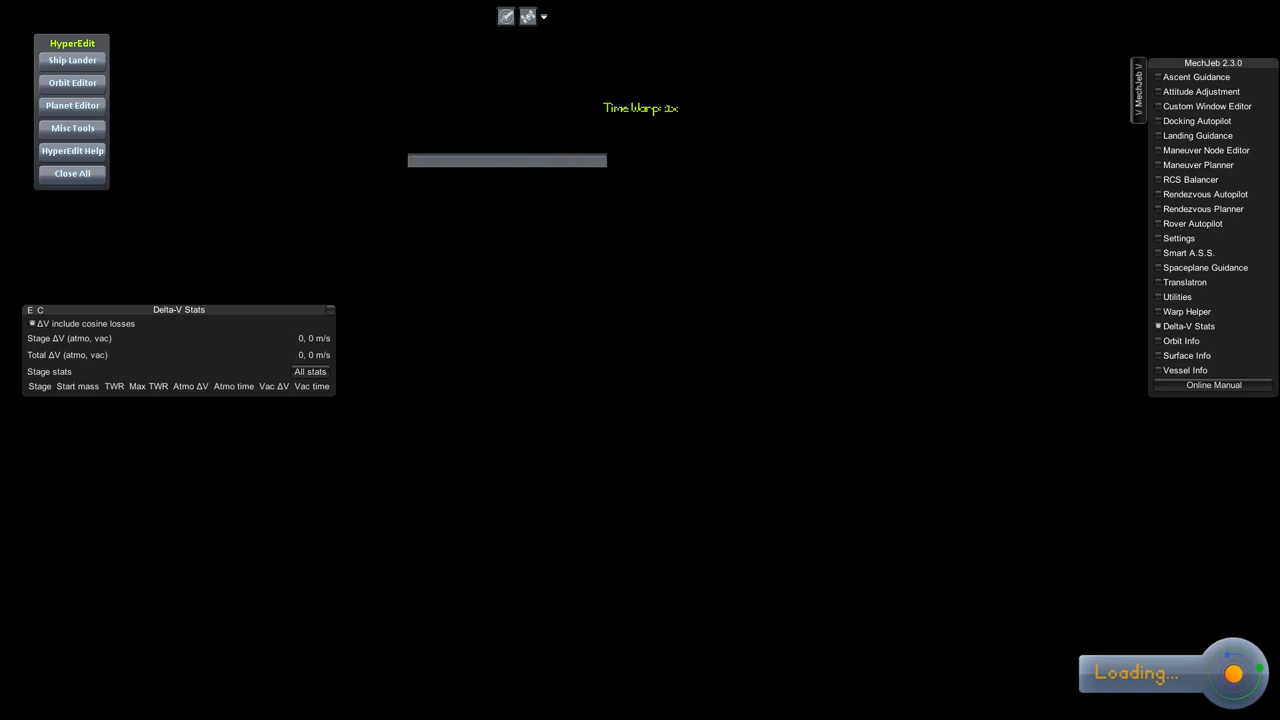 HyperEdit
Ship Lander
Orbit Editor
Planet Editor
Misc Tools
HyperEdit Help
Close All
Time Warp: 1x
V MechJeb V
MechJeb 2.3.0
Ascent Guidance
Attitude Adjustment
Custom Window Editor
Docking Autopilot
Landing Guidance
Maneuver Node Editor
Maneuver Planner
RCS Balancer
Rendezvous Autopilot
Rendezvous Planner
Rover Autopilot
Settings
Smart A.S.S.
Spaceplane Guidance
Translatron
Utilities
Warp Helper
Delta-V Stats
Orbit Info
Surface Info
Vessel Info
Online Manual
E C Delta-V Stats
ΔV include cosine losses
Stage ΔV (atmo, vac) 0, 0 m/s
Total ΔV (atmo, vac) 0, 0 m/s
Stage stats All stats
Stage Start mass TWR Max TWR Atmo ΔV Atmo time Vac ΔV Vac time
Loading...